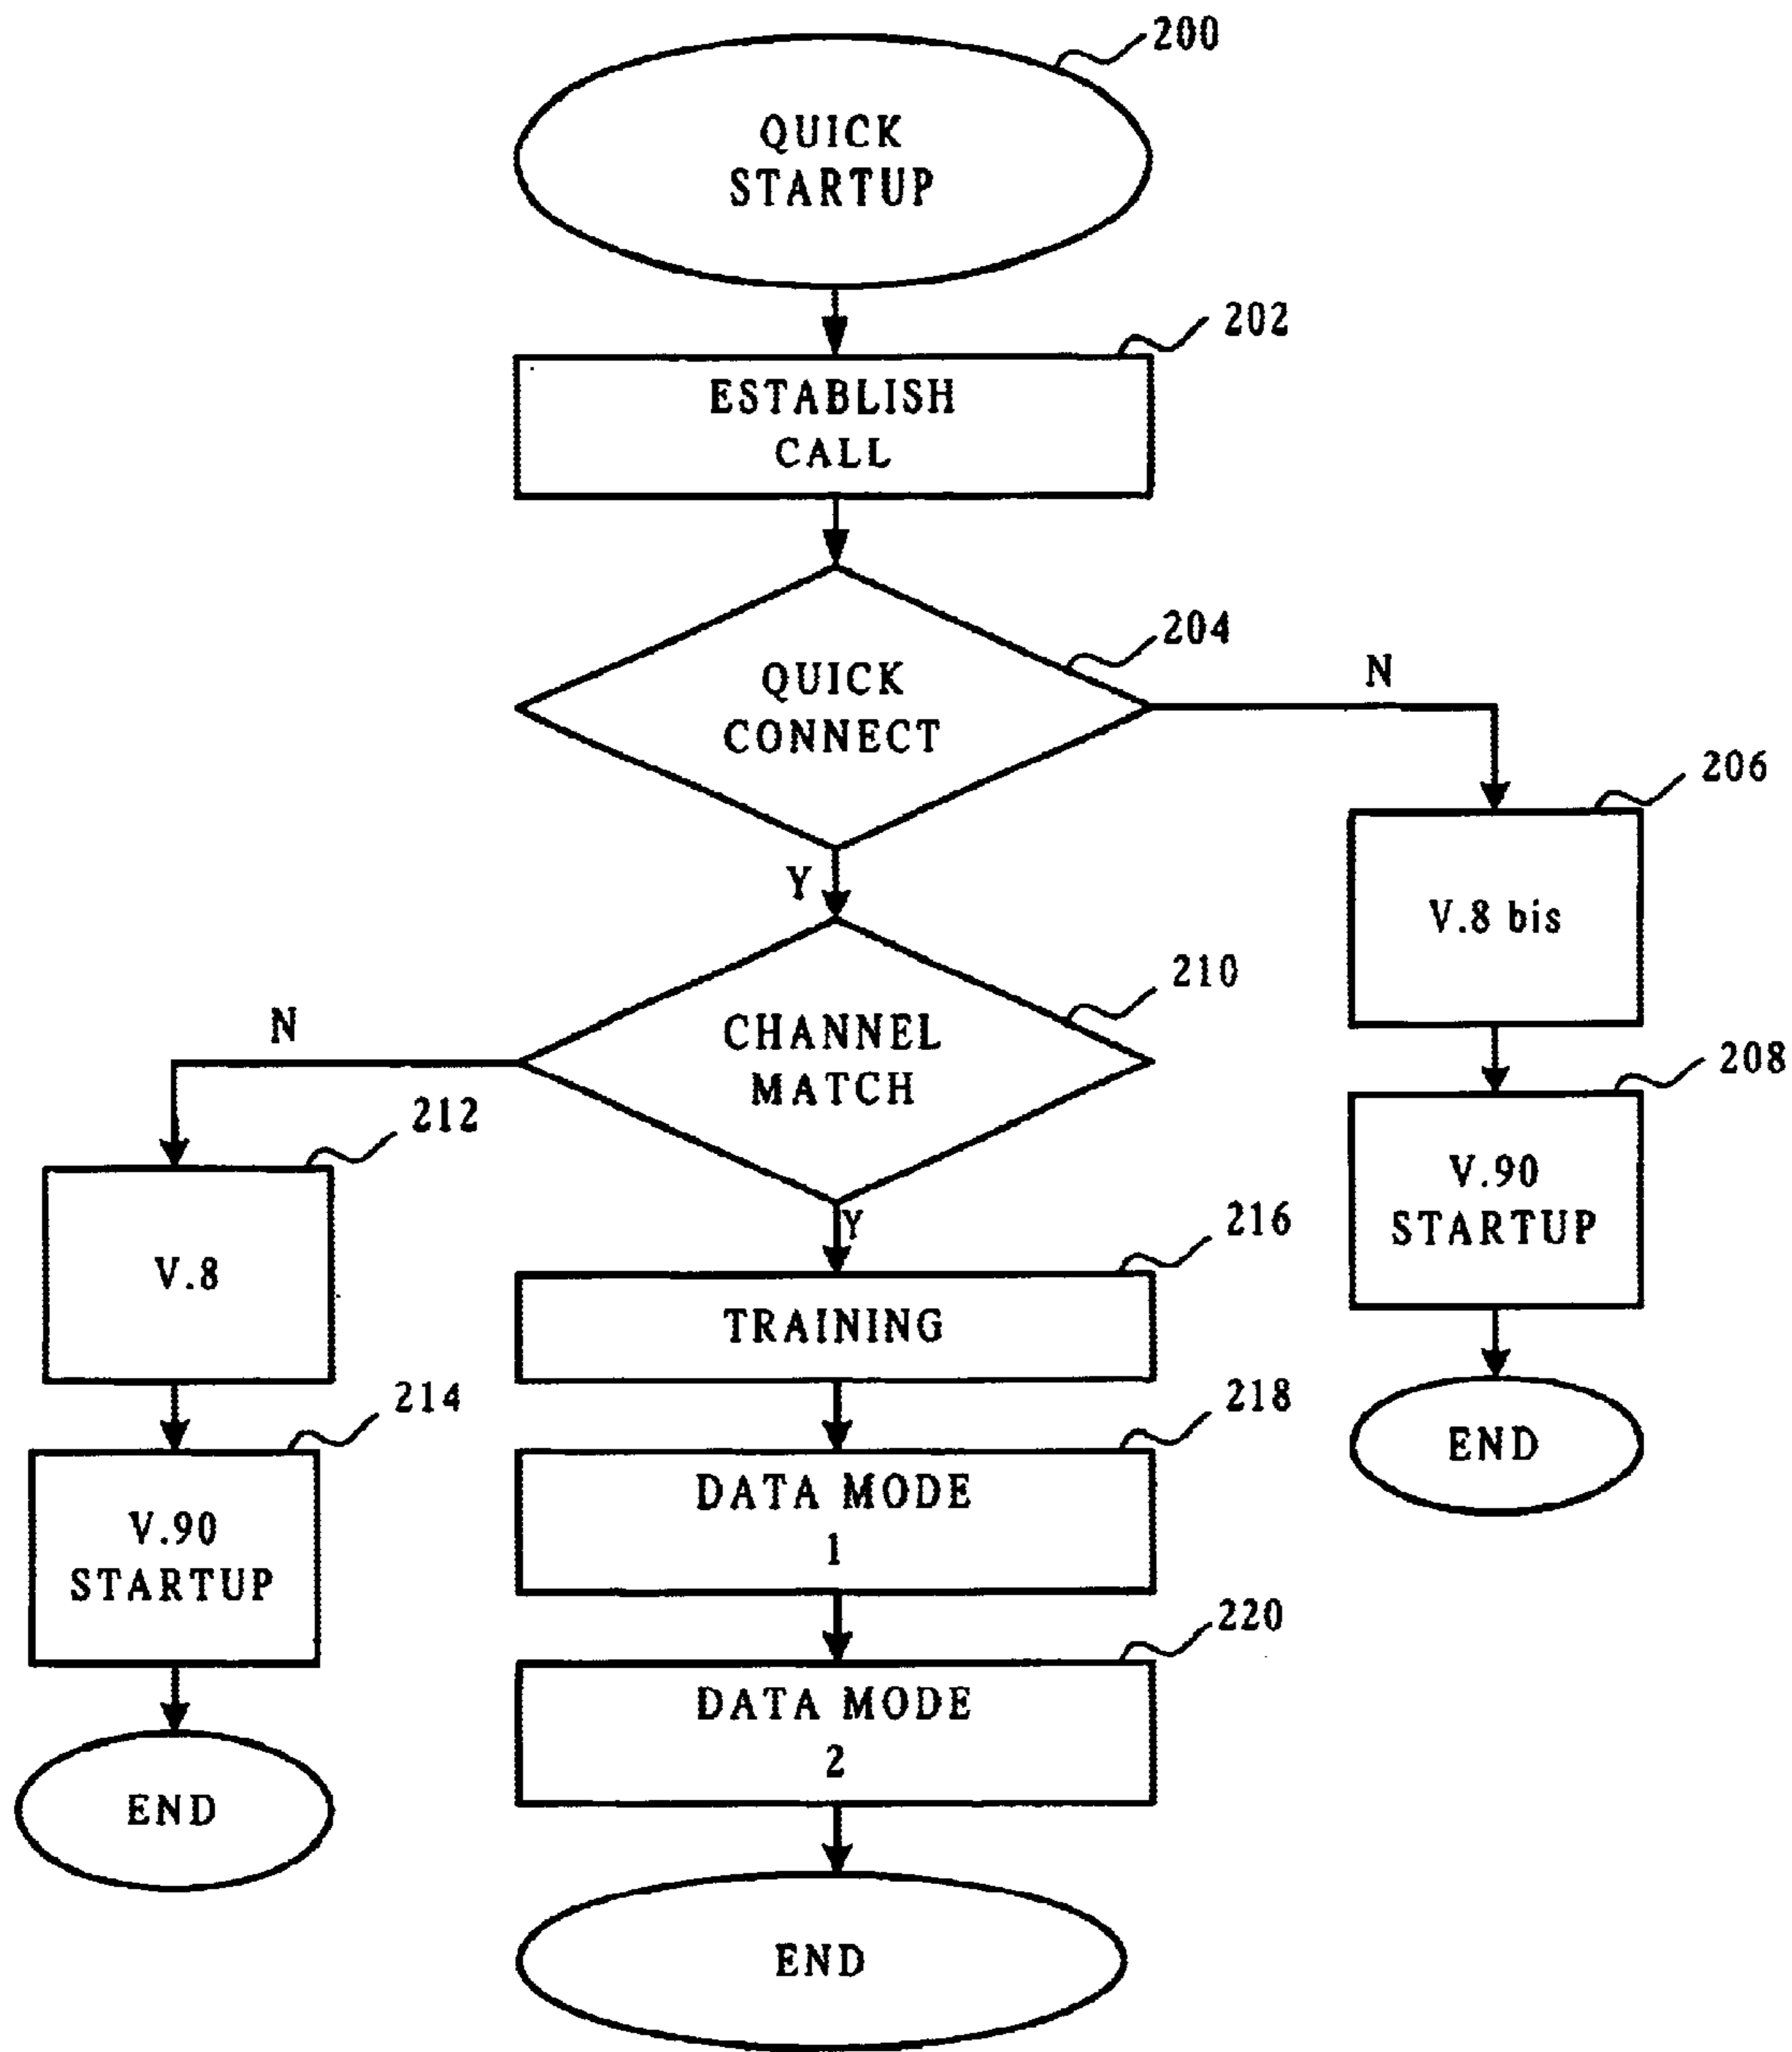 200
QUICK
STARTUP
202
ESTABLISH
CALL
204
QUICK
CONNECT
N
206
V.8 bis
Y
210
CHANNEL
MATCH
N
208
V.90
STARTUP
212
V.8
Y
216
TRAINING
END
214
V.90
STARTUP
218
DATA MODE
1
220
DATA MODE
2
END
END